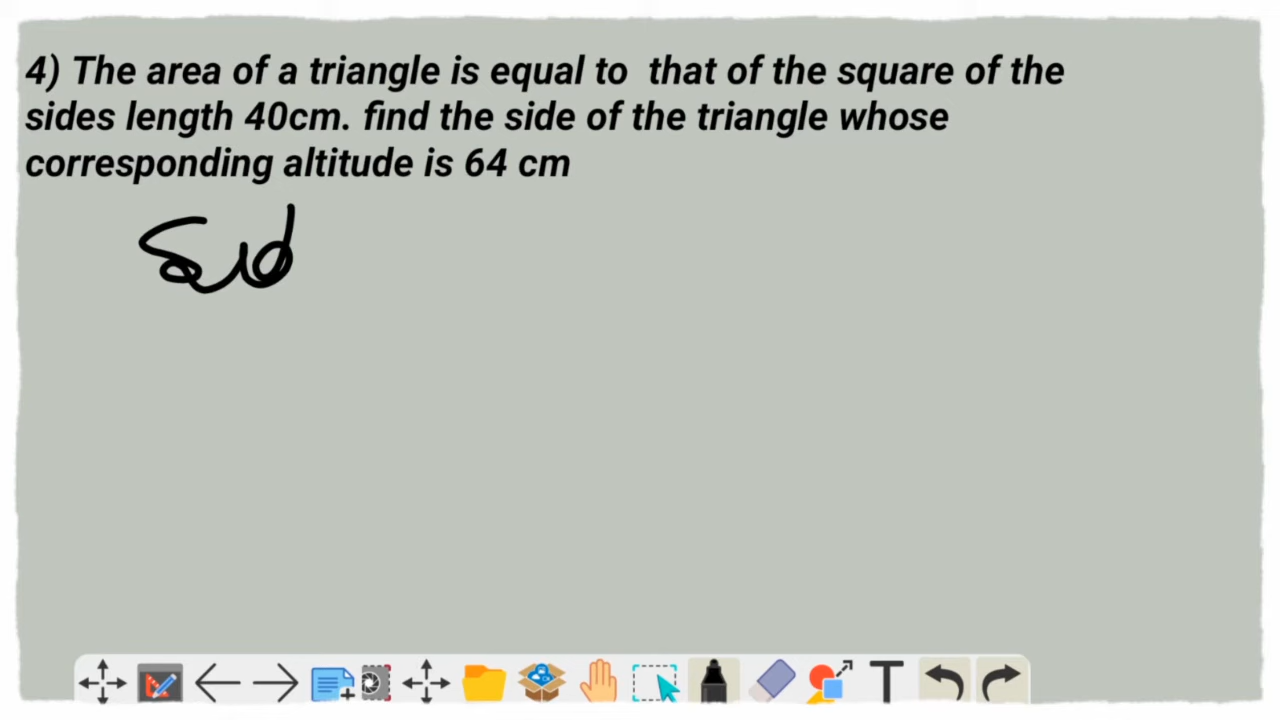 4) The area of a triangle is equal to  that of the square of the
sides length 40cm. find the side of the triangle whose
corresponding altitude is 64 cm
Sid
T